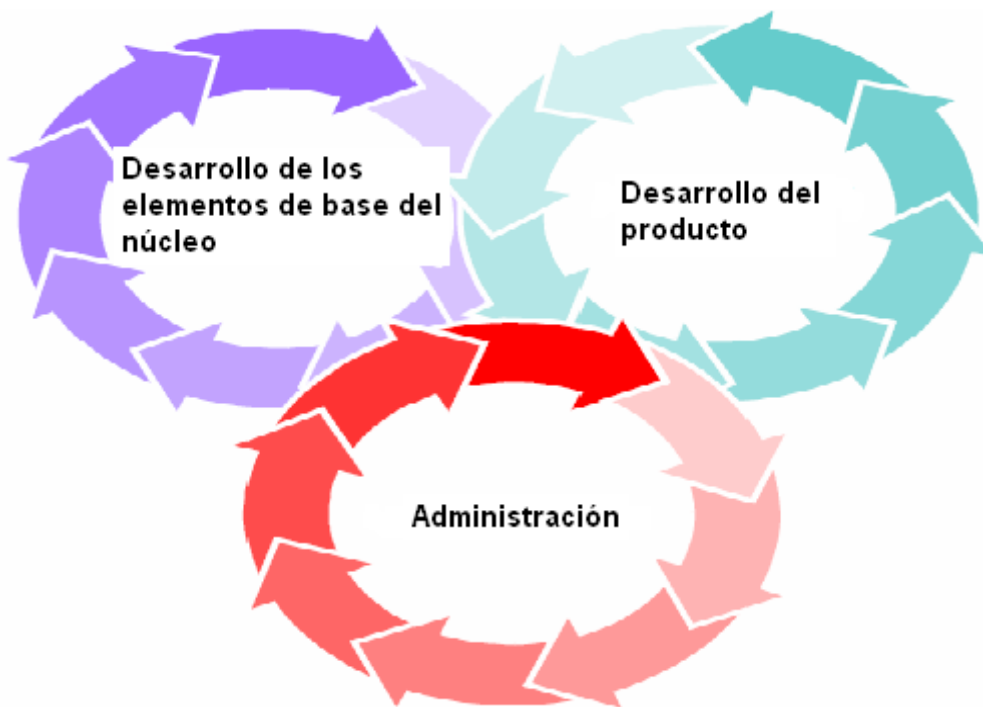 Desarrollo de los
elementos de base del
núcleo
Desarrollo del
producto
Administración